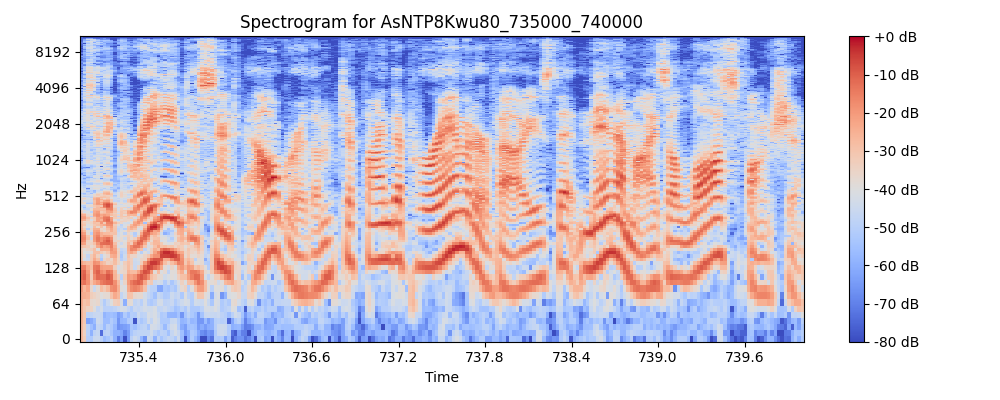 Spectrogram for AsNTP8Kwu80_735000_740000
Hz
8192
4096
2048
1024
512
256
128
64
0
735.4 736.0 736.6 737.2 737.8 738.4 739.0 739.6
Time
+0 dB
-10 dB
-20 dB
-30 dB
-40 dB
-50 dB
-60 dB
-70 dB
-80 dB